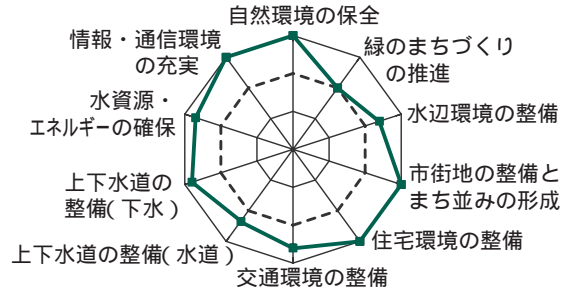 自然環境の保全
緑のまちづくり
の推進
水辺環境の整備
市街地の整備と
まち並みの形成
住宅環境の整備
交通環境の整備
上下水道の整備(水道)
上下水道の
整備(下水)
水資源・
エネルギーの確保
情報・通信環境
の充実